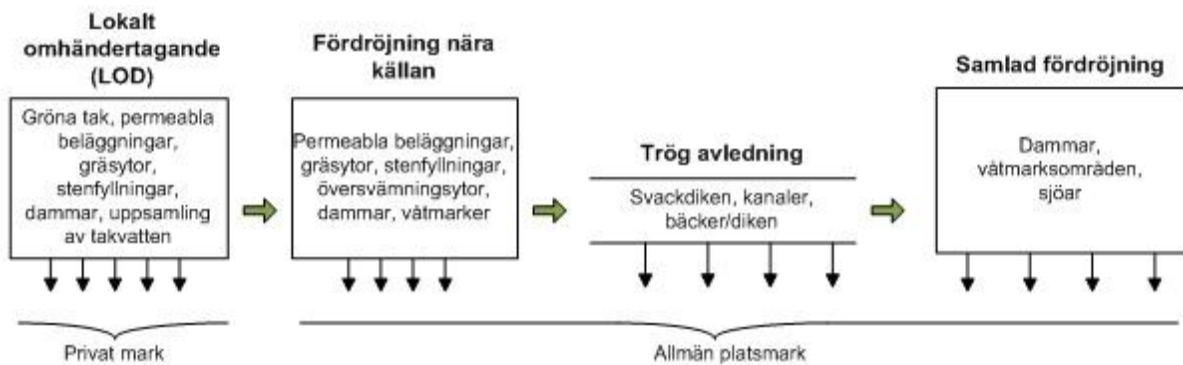 Lokalt
omhändertagande
(LOD)
Gröna tak, permeabla
beläggningar,
gräsytor,
stenfyllningar,
dammar, uppsamling
av takvatten
Fördröjning nära
källan
Permeabla beläggningar,
gräsytor, stenfyllningar,
översvämningsytor,
dammar, våtmarker
Trög avledning
Svackdiken, kanaler,
bäcker/diken
Samlad fördröjning
Dammar,
våtmarksområden,
sjöar
Privat mark
Allmän platsmark